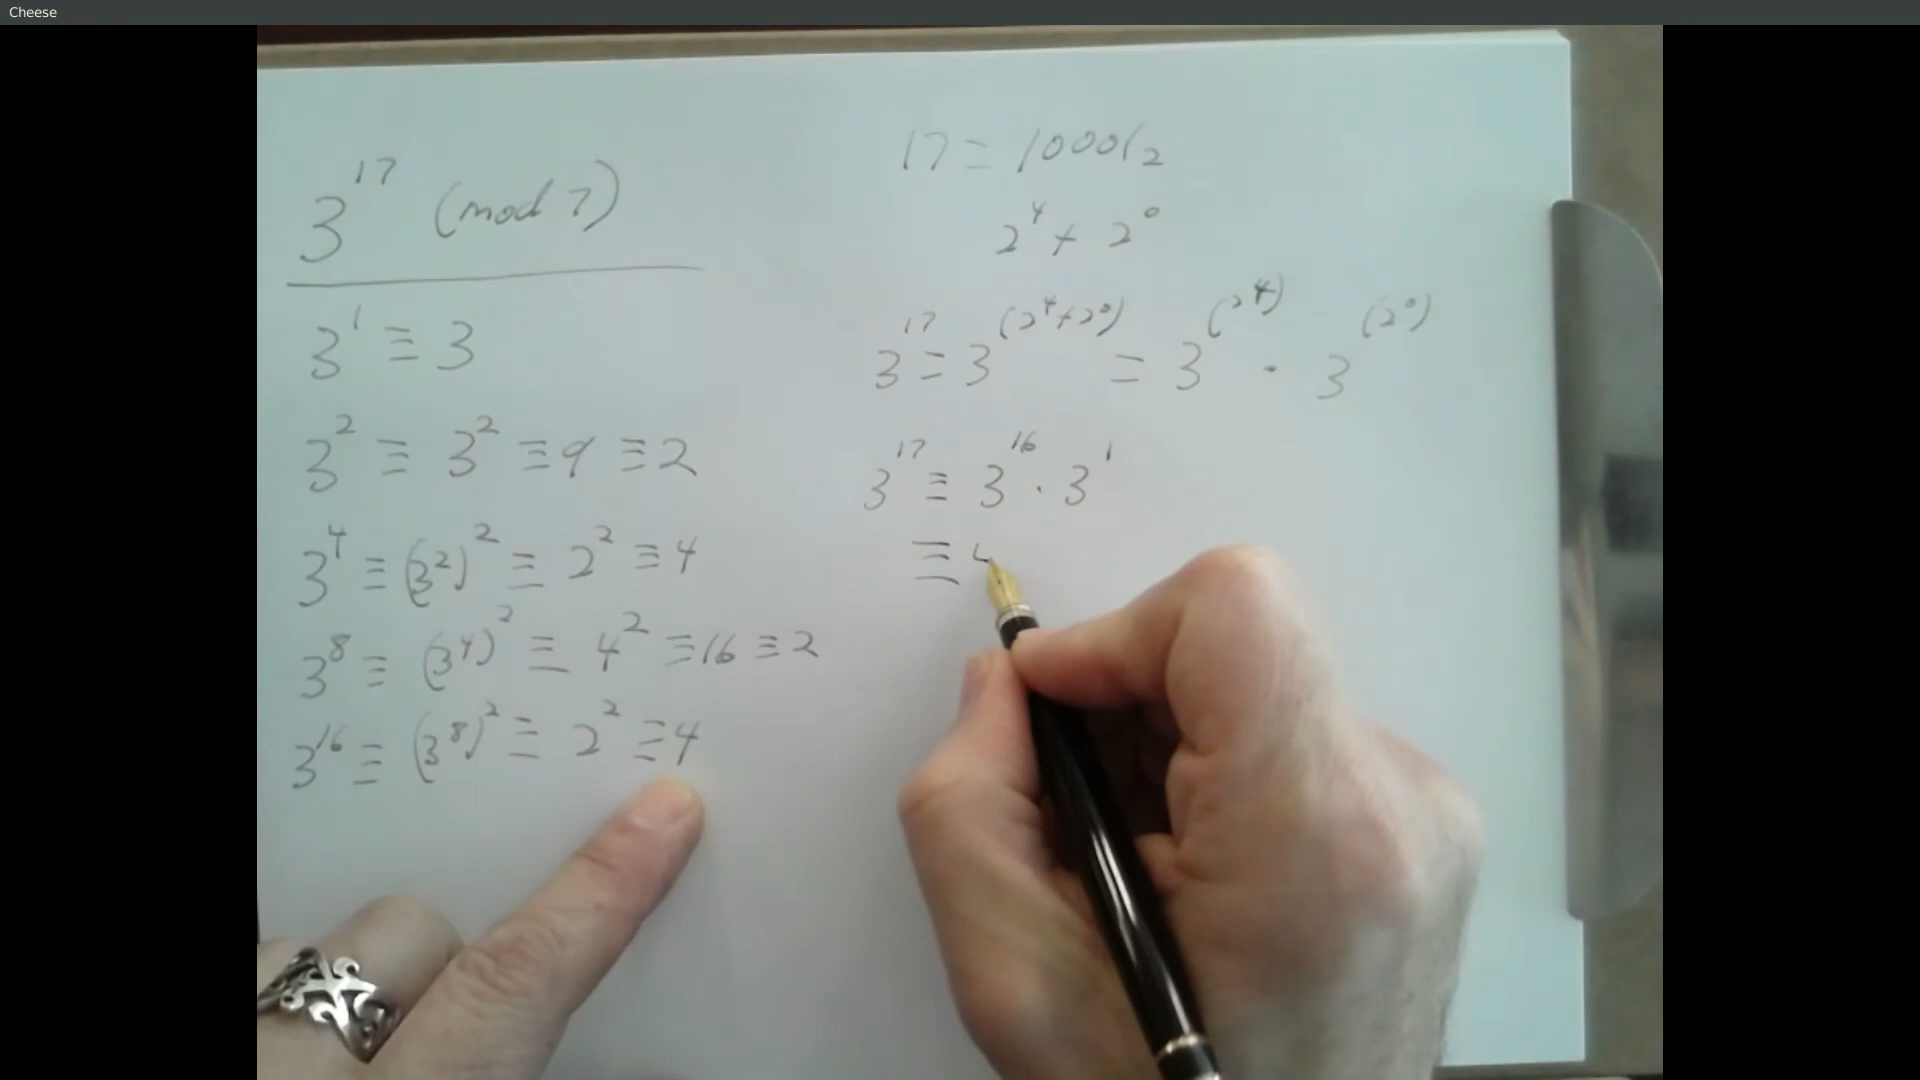 Cheese
3^17 (mod 7)
3^1 ≡ 3
3^2 ≡ 3^2 ≡ 9 ≡ 2
3^4 ≡ (3^2)^2 ≡ 2^2 ≡ 4
3^8 ≡ (3^4)^2 ≡ 4^2 ≡ 16 ≡ 2
3^16 ≡ (3^8)^2 ≡ 2^2 ≡ 4
17 = 10001₂
2^4 + 2^0
3^17 = 3^(2^4+2^0) = 3^(2^4) · 3^(2^0)
3^17 ≡ 3^16 · 3^1
≡ 4